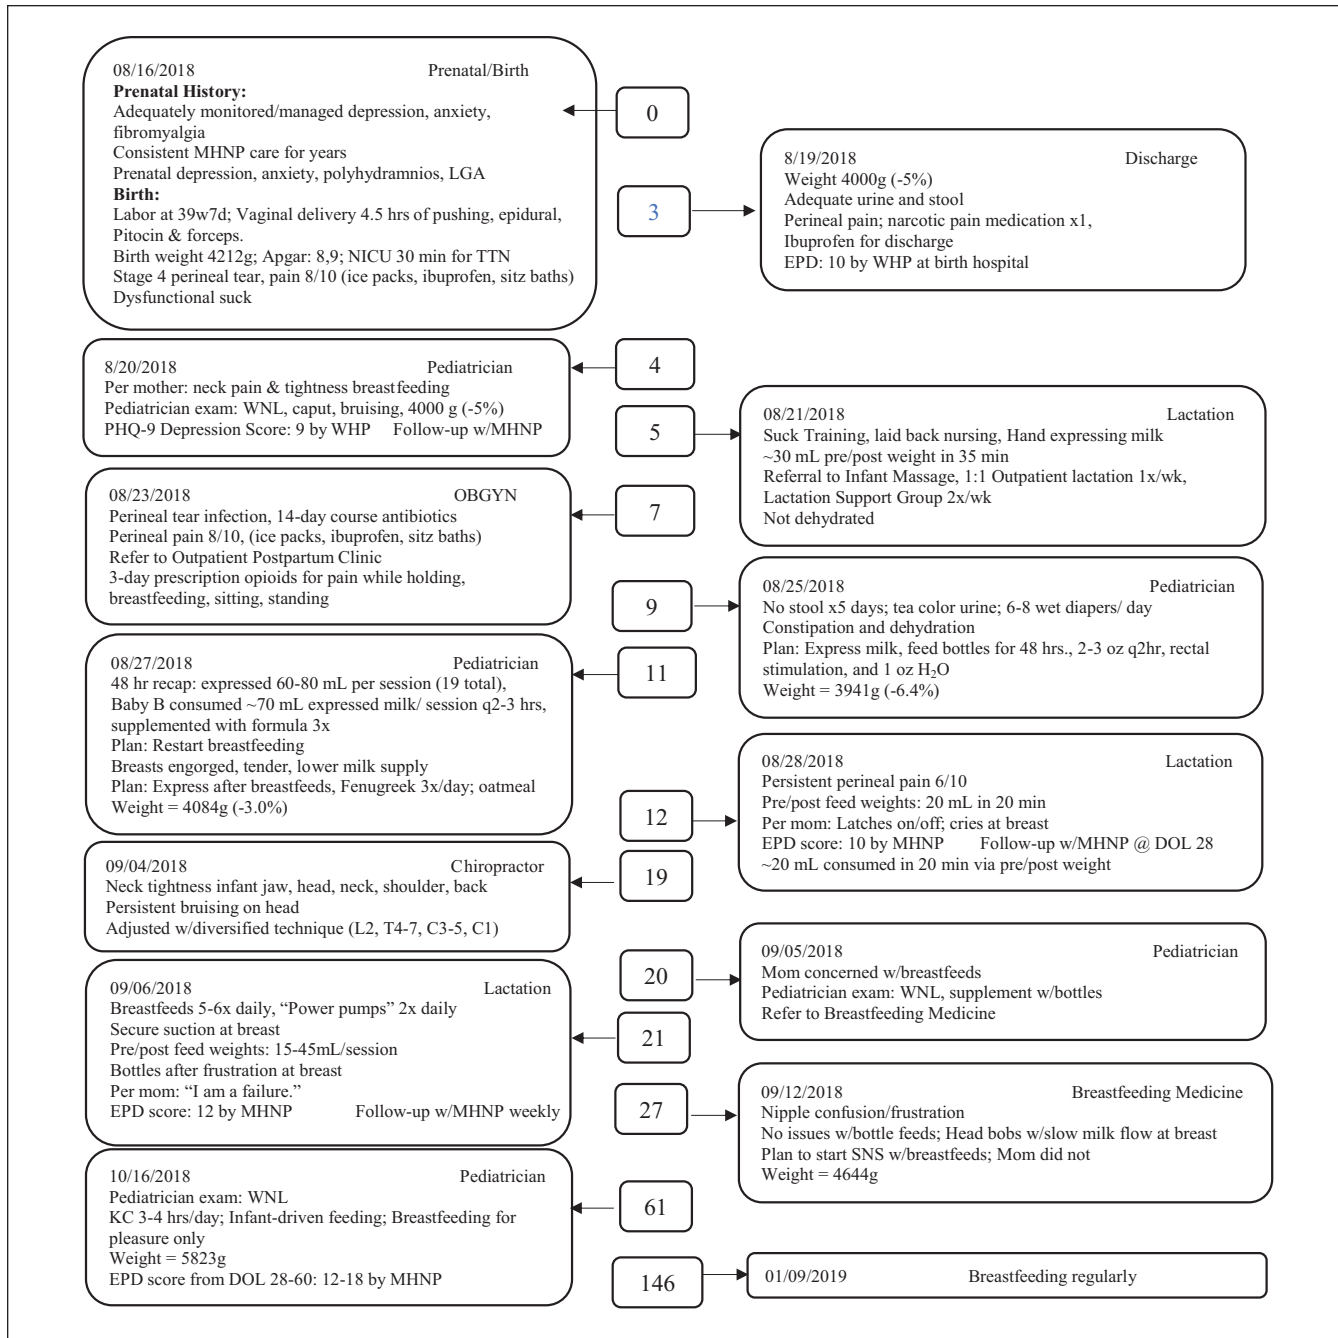 08/16/2018 Prenatal/Birth
Prenatal History:
Adequately monitored/managed depression, anxiety,
fibromyalgia
Consistent MHNP care for years
Prenatal depression, anxiety, polyhydramnios, LGA
Birth:
Labor at 39w7d; Vaginal delivery 4.5 hrs of pushing, epidural,
Pitocin & forceps.
Birth weight 4212g; Apgar: 8,9; NICU 30 min for TTN
Stage 4 perineal tear, pain 8/10 (ice packs, ibuprofen, sitz baths)
Dysfunctional suck
0
3
8/19/2018 Discharge
Weight 4000g (-5%)
Adequate urine and stool
Perineal pain; narcotic pain medication x1,
Ibuprofen for discharge
EPD: 10 by WHP at birth hospital
8/20/2018 Pediatrician
Per mother: neck pain & tightness breastfeeding
Pediatrician exam: WNL, caput, bruising, 4000 g (-5%)
PHQ-9 Depression Score: 9 by WHP Follow-up w/MHNP
4
5
08/21/2018 Lactation
Suck Training, laid back nursing, Hand expressing milk
~30 mL pre/post weight in 35 min
Referral to Infant Massage, 1:1 Outpatient lactation 1x/wk,
Lactation Support Group 2x/wk
Not dehydrated
08/23/2018 OBGYN
Perineal tear infection, 14-day course antibiotics
Perineal pain 8/10, (ice packs, ibuprofen, sitz baths)
Refer to Outpatient Postpartum Clinic
3-day prescription opioids for pain while holding,
breastfeeding, sitting, standing
7
9
08/25/2018 Pediatrician
No stool x5 days; tea color urine; 6-8 wet diapers/ day
Constipation and dehydration
Plan: Express milk, feed bottles for 48 hrs., 2-3 oz q2hr, rectal
stimulation, and 1 oz H₂O
Weight = 3941g (-6.4%)
08/27/2018 Pediatrician
48 hr recap: expressed 60-80 mL per session (19 total),
Baby B consumed ~70 mL expressed milk/ session q2-3 hrs,
supplemented with formula 3x
Plan: Restart breastfeeding
Breasts engorged, tender, lower milk supply
Plan: Express after breastfeeds, Fenugreek 3x/day; oatmeal
Weight = 4084g (-3.0%)
11
12
08/28/2018 Lactation
Persistent perineal pain 6/10
Pre/post feed weights: 20 mL in 20 min
Per mom: Latches on/off; cries at breast
EPD score: 10 by MHNP Follow-up w/MHNP @ DOL 28
~20 mL consumed in 20 min via pre/post weight
09/04/2018 Chiropractor
Neck tightness infant jaw, head, neck, shoulder, back
Persistent bruising on head
Adjusted w/diversified technique (L2, T4-7, C3-5, C1)
19
20
09/05/2018 Pediatrician
Mom concerned w/breastfeeds
Pediatrician exam: WNL, supplement w/bottles
Refer to Breastfeeding Medicine
09/06/2018 Lactation
Breastfeeds 5-6x daily, “Power pumps” 2x daily
Secure suction at breast
Pre/post feed weights: 15-45mL/session
Bottles after frustration at breast
Per mom: “I am a failure.”
EPD score: 12 by MHNP Follow-up w/MHNP weekly
21
27
09/12/2018 Breastfeeding Medicine
Nipple confusion/frustration
No issues w/bottle feeds; Head bobs w/slow milk flow at breast
Plan to start SNS w/breastfeeds; Mom did not
Weight = 4644g
10/16/2018 Pediatrician
Pediatrician exam: WNL
KC 3-4 hrs/day; Infant-driven feeding; Breastfeeding for
pleasure only
Weight = 5823g
EPD score from DOL 28-60: 12-18 by MHNP
61
146
01/09/2019 Breastfeeding regularly